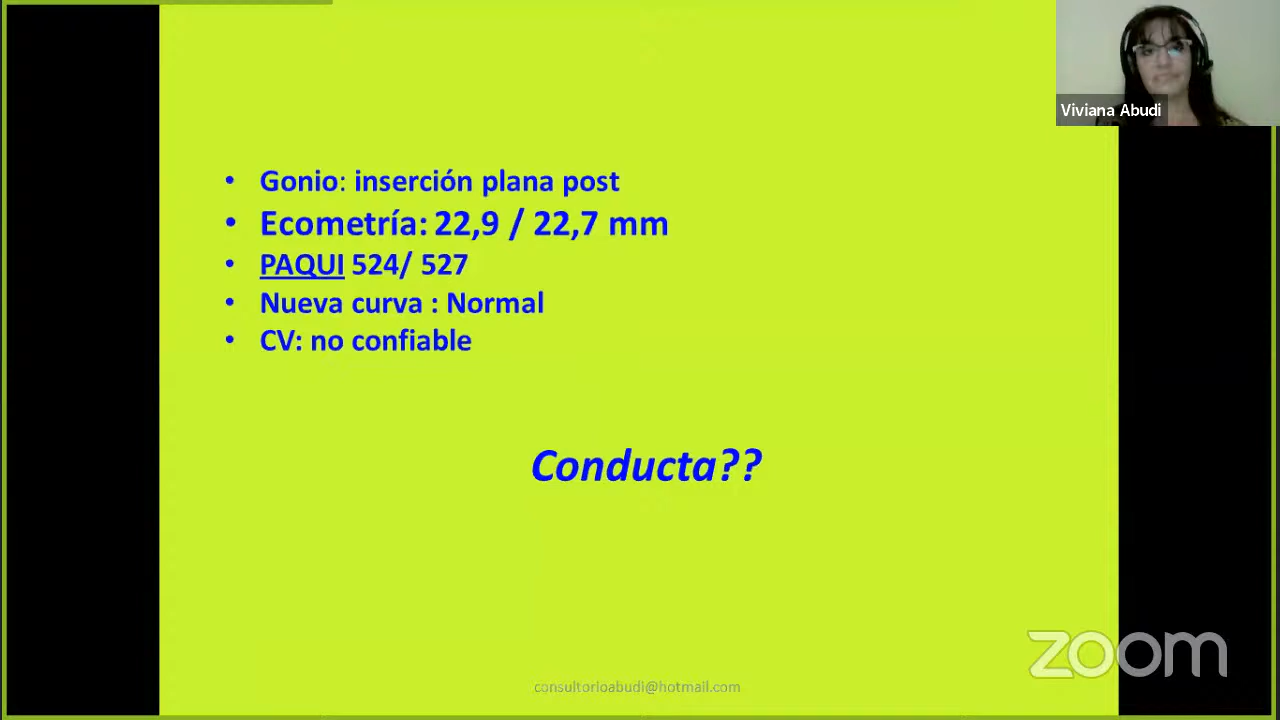 Viviana Abudi
• Gonio: inserción plana post
• Ecometría: 22,9 / 22,7 mm
• PAQUI 524/ 527
• Nueva curva : Normal
• CV: no confiable
Conducta??
zoom
consultorioabudi@hotmail.com